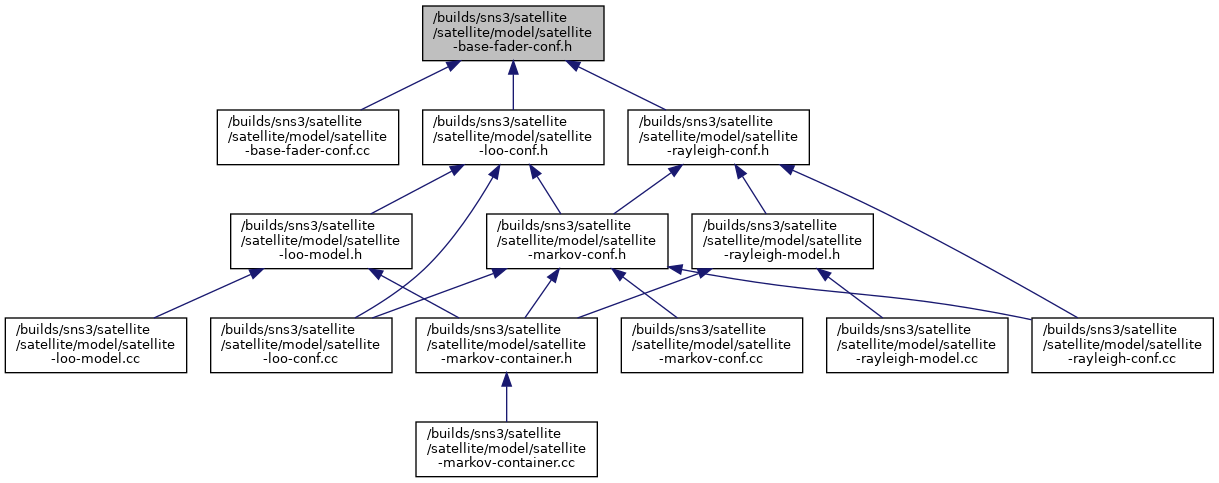 /builds/sns3/satellite
/satellite/model/satellite
-base-fader-conf.h
/builds/sns3/satellite
/satellite/model/satellite
-base-fader-conf.cc
/builds/sns3/satellite
/satellite/model/satellite
-loo-conf.h
/builds/sns3/satellite
/satellite/model/satellite
-rayleigh-conf.h
/builds/sns3/satellite
/satellite/model/satellite
-loo-model.h
/builds/sns3/satellite
/satellite/model/satellite
-markov-conf.h
/builds/sns3/satellite
/satellite/model/satellite
-rayleigh-model.h
/builds/sns3/satellite
/satellite/model/satellite
-loo-model.cc
/builds/sns3/satellite
/satellite/model/satellite
-loo-conf.cc
/builds/sns3/satellite
/satellite/model/satellite
-markov-container.h
/builds/sns3/satellite
/satellite/model/satellite
-markov-conf.cc
/builds/sns3/satellite
/satellite/model/satellite
-rayleigh-model.cc
/builds/sns3/satellite
/satellite/model/satellite
-rayleigh-conf.cc
/builds/sns3/satellite
/satellite/model/satellite
-markov-container.cc